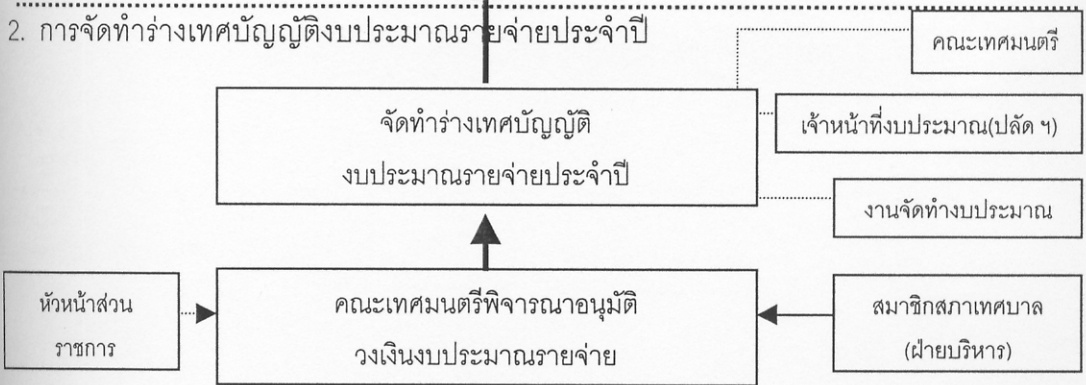 2. การจัดทำร่างเทศบัญญัติงบประมาณรายจ่ายประจำปี
คณะเทศมนตรี
จัดทำร่างเทศบัญญัติ
งบประมาณรายจ่ายประจำปี
เจ้าหน้าที่งบประมาณ(ปลัด ฯ)
งานจัดทำงบประมาณ
หัวหน้าส่วน
ราชการ
คณะเทศมนตรีพิจารณาอนุมัติ
วงเงินงบประมาณรายจ่าย
สมาชิกสภาเทศบาล
(ฝ่ายบริหาร)